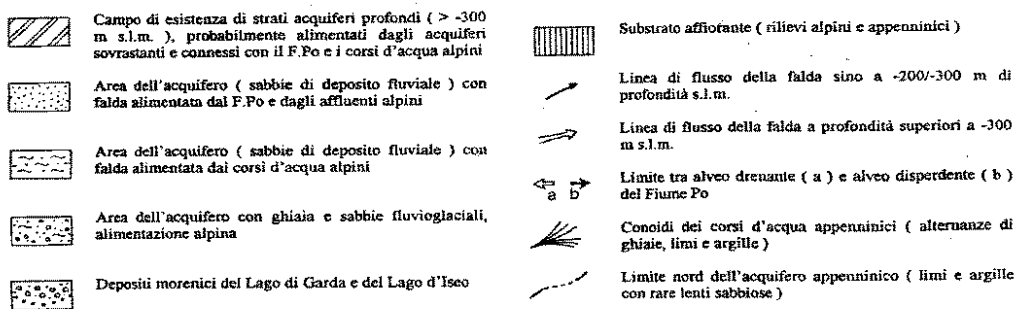 Campo di esistenza di strati acquiferi profondi ( > -300
m s.l.m. ), probabilmente alimentati dagli acquiferi
sovrastanti e connessi con il F.Po e i corsi d'acqua alpini
Area dell'acquifero ( sabbie di deposito fluviale ) con
falda alimentata dal F.Po e dagli affluenti alpini
Area dell'acquifero ( sabbie di deposito fluviale ) con
falda alimentata dai corsi d'acqua alpini
Area dell'acquifero con ghiaia e sabbie fluvioglaciali,
alimentazione alpina
Depositi morenici del Lago di Garda e del Lago d'Iseo
Substrato affiorante ( rilievi alpini e appenninici )
Linea di flusso della falda sino a -200/-300 m di
profondità s.l.m.
Linea di flusso della falda a profondità superiori a -300
m s.l.m.
a b
Limite tra alveo drenante ( a ) e alveo disperdente ( b )
del Fiume Po
Conoidi dei corsi d'acqua appenninici ( alternanze di
ghiaie, limi e argille )
Limite nord dell'acquifero appenninico ( limi e argille
con rare lenti sabbiose )